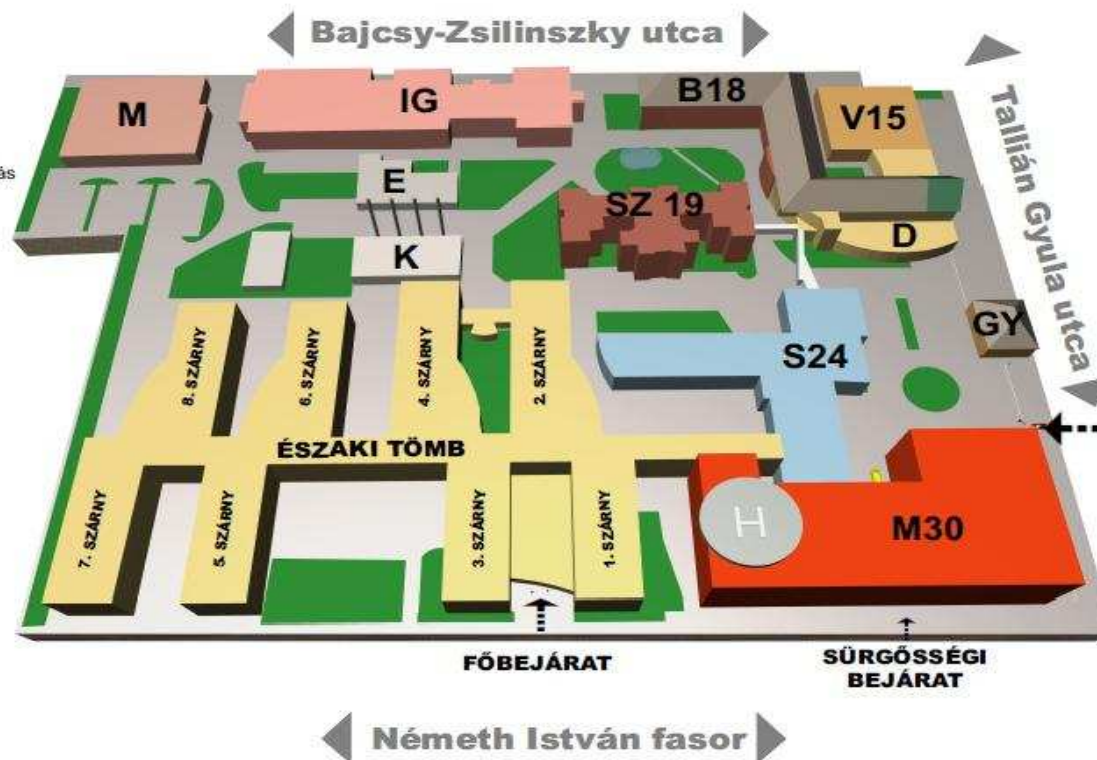 Bajcsy-Zsilinszky utca
Tallián Gyula utca
M
IG
B18
V15
ás
E
SZ 19
K
D
GY
S24
8. SZÁRNY
6. SZÁRNY
4. SZÁRNY
2. SZÁRNY
ÉSZAKI TÖMB
7. SZÁRNY
5. SZÁRNY
3. SZÁRNY
1. SZÁRNY
H
M30
FŐBEJÁRAT
SÜRGŐSSÉGI
BEJÁRAT
Németh István fasor